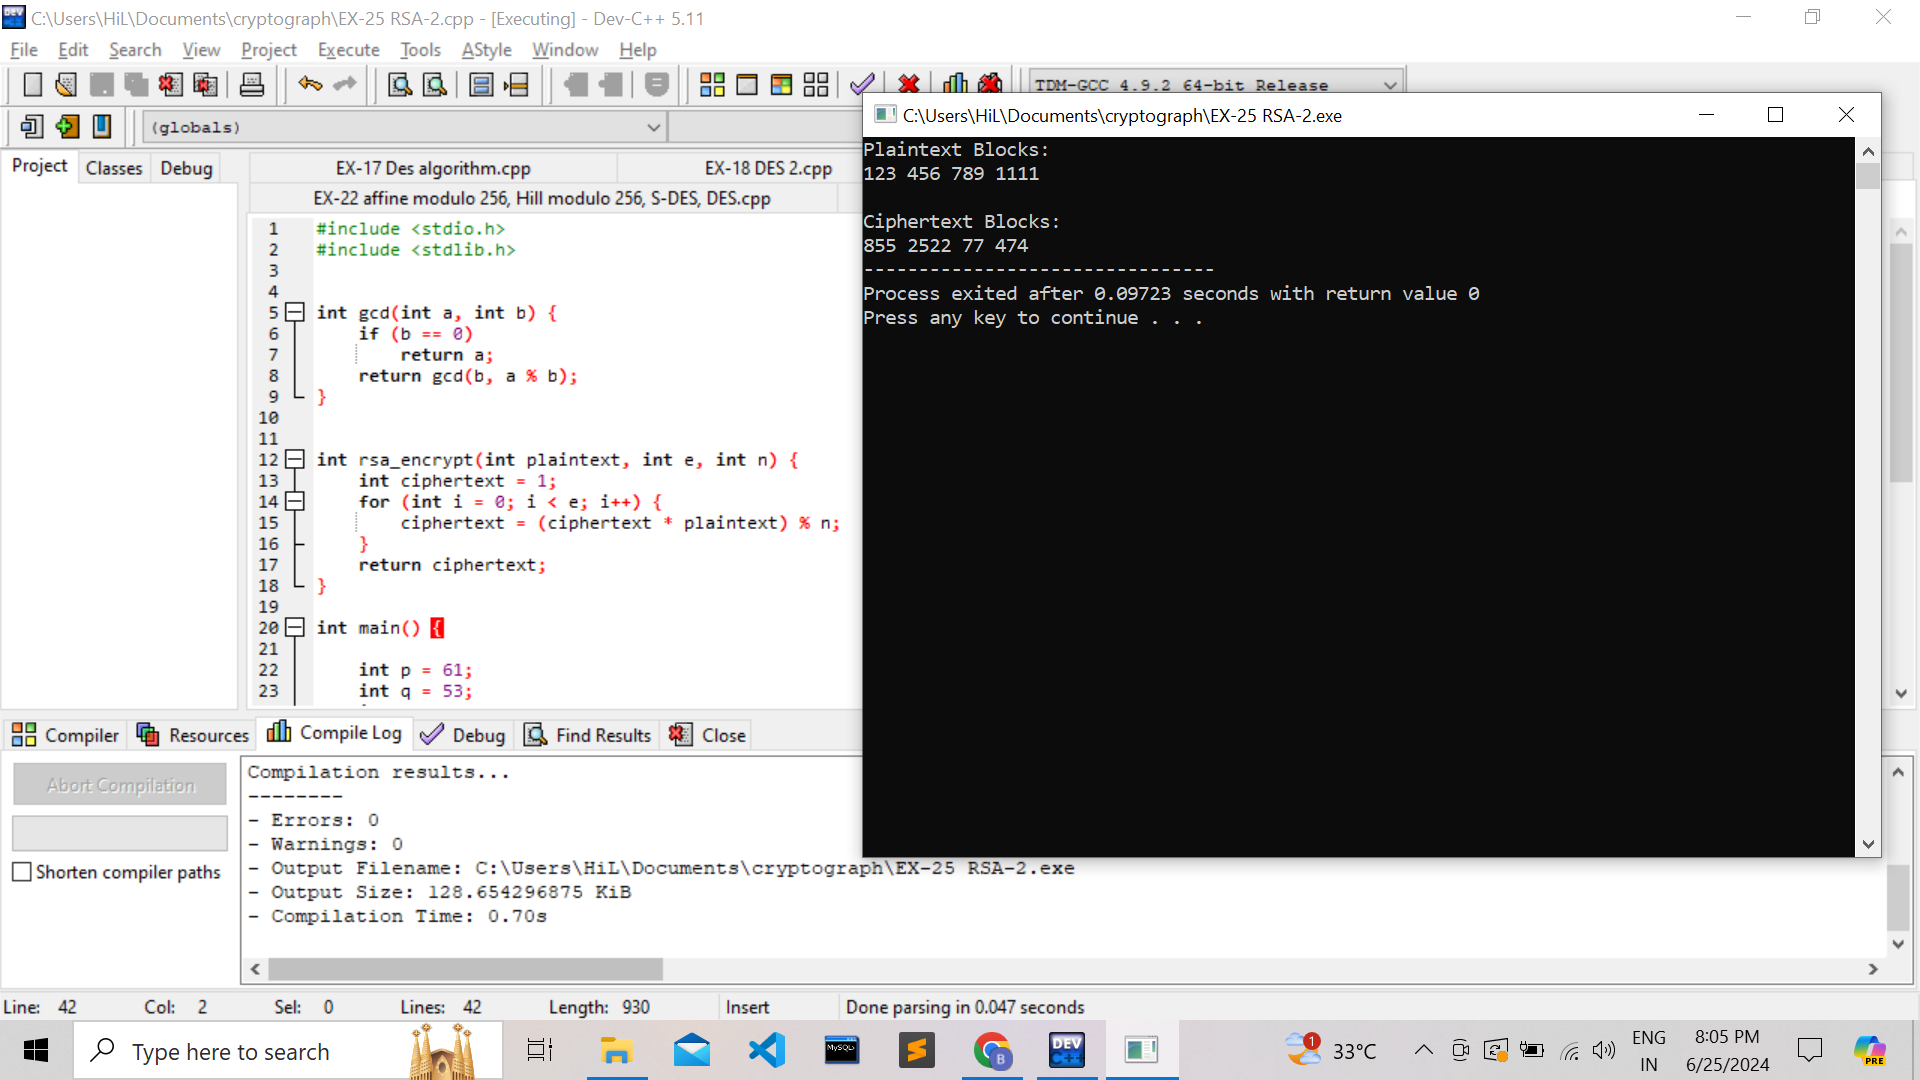 C:\Users\HiL\Documents\cryptograph\EX-25 RSA-2.cpp - [Executing] - Dev-C++ 5.11
File Edit Search View Project Execute Tools AStyle Window Help
TDM-GCC 4.9.2 64-bit Release
(globals)
Project Classes Debug
EX-17 Des algorithm.cpp EX-18 DES 2.cpp
EX-22 affine modulo 256, Hill modulo 256, S-DES, DES.cpp
1 #include <stdio.h>
2 #include <stdlib.h>
3
4
5 int gcd(int a, int b) {
6 if (b == 0)
7 return a;
8 return gcd(b, a % b);
9 }
10
11
12 int rsa_encrypt(int plaintext, int e, int n) {
13 int ciphertext = 1;
14 for (int i = 0; i < e; i++) {
15 ciphertext = (ciphertext * plaintext) % n;
16 }
17 return ciphertext;
18 }
19
20 int main() {
21
22 int p = 61;
23 int q = 53;
C:\Users\HiL\Documents\cryptograph\EX-25 RSA-2.exe
Plaintext Blocks:
123 456 789 1111
Ciphertext Blocks:
855 2522 77 474
--------------------------------
Process exited after 0.09723 seconds with return value 0
Press any key to continue . . .
Compiler Resources Compile Log Debug Find Results Close
Abort Compilation
Shorten compiler paths
Compilation results...
--------
- Errors: 0
- Warnings: 0
- Output Filename: C:\Users\HiL\Documents\cryptograph\EX-25 RSA-2.exe
- Output Size: 128.654296875 KiB
- Compilation Time: 0.70s
Line: 42 Col: 2 Sel: 0 Lines: 42 Length: 930 Insert Done parsing in 0.047 seconds
Type here to search
MySQL
DEV
C++
B
1
33°C
ENG
IN
8:05 PM
6/25/2024
PRE